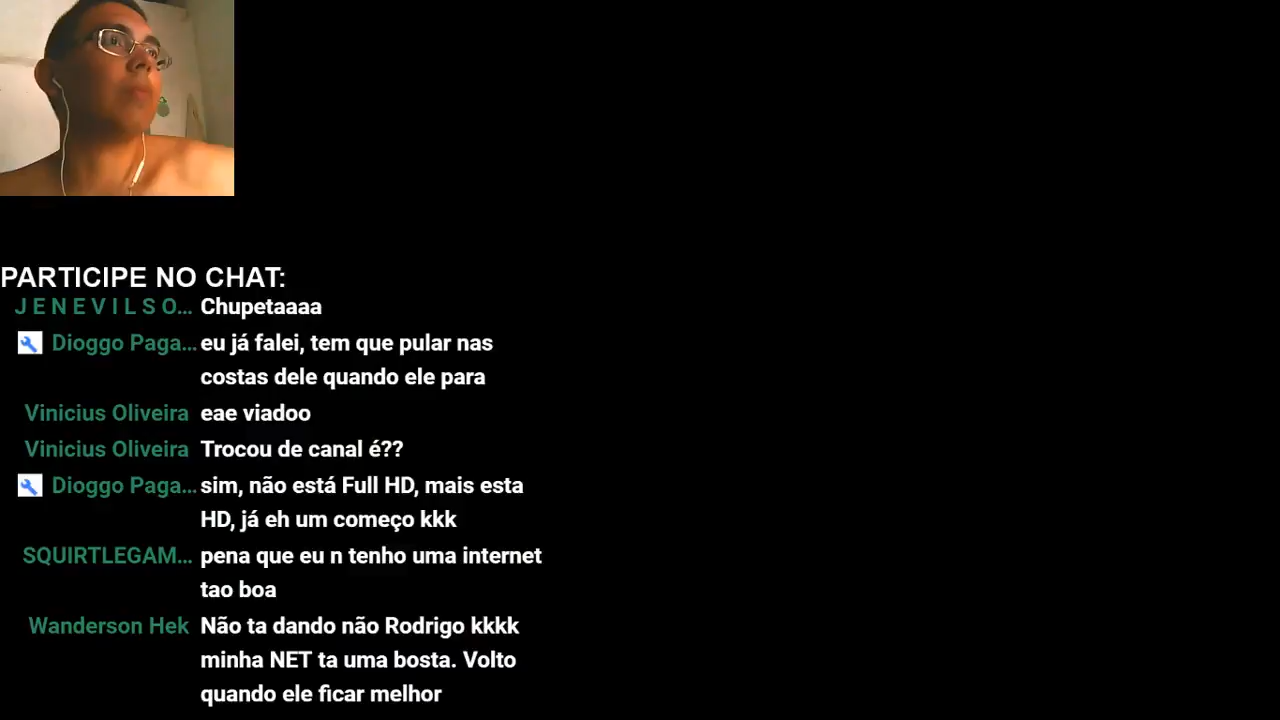 PARTICIPE NO CHAT:
J E N E V I L S O... Chupetaaaa
Dioggo Paga... eu já falei, tem que pular nas
costas dele quando ele para
Vinicius Oliveira eae viadoo
Vinicius Oliveira Trocou de canal é??
Dioggo Paga... sim, não está Full HD, mais esta
HD, já eh um começo kkk
SQUIRTLEGAM... pena que eu n tenho uma internet
tao boa
Wanderson Hek Não ta dando não Rodrigo kkkk
minha NET ta uma bosta. Volto
quando ele ficar melhor